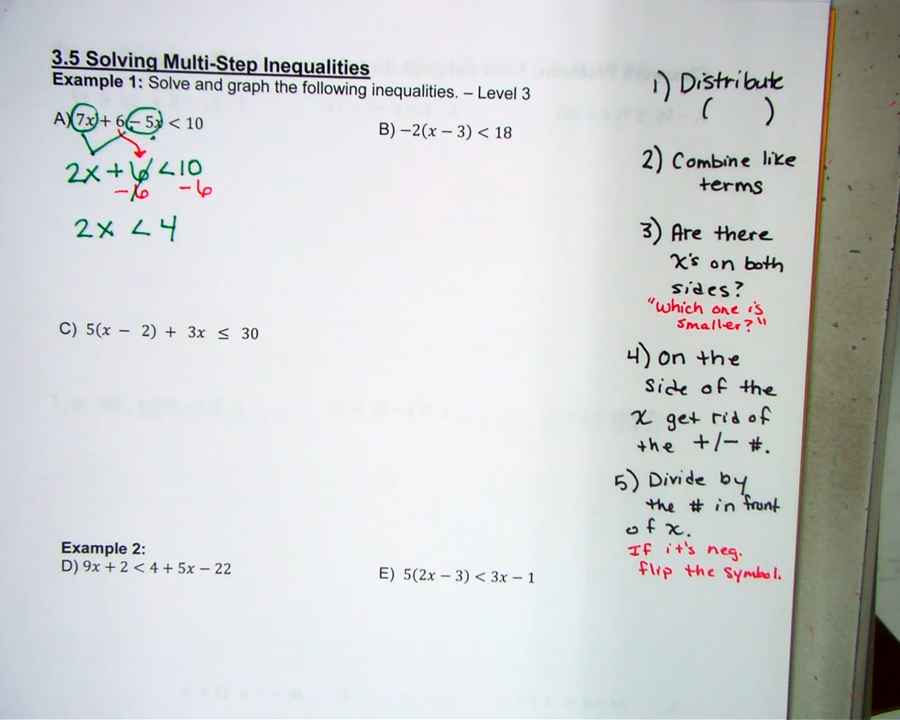 3.5 Solving Multi-Step Inequalities
Example 1: Solve and graph the following inequalities. – Level 3
A) 7x + 6 − 5x < 10
2x + 6 < 10
−6 −6
2x < 4
B) −2(x − 3) < 18
C) 5(x − 2) + 3x ≤ 30
Example 2:
D) 9x + 2 < 4 + 5x − 22
E) 5(2x − 3) < 3x − 1
1) Distribute
( )
2) Combine like
terms
3) Are there
x's on both
sides?
"which one is
smaller?"
4) On the
side of the
x get rid of
the +/− #.
5) Divide by
the # in front
of x.
If it's neg.
flip the symbol.